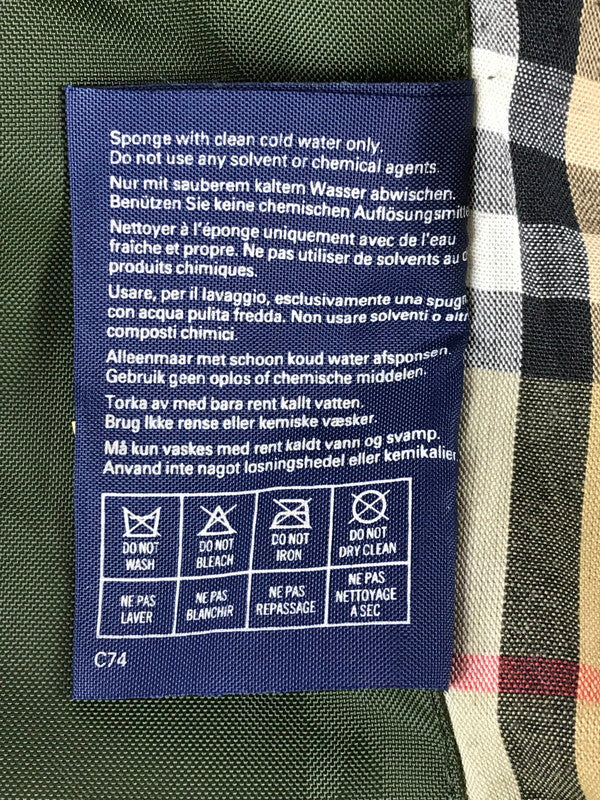 Sponge with clean cold water only,
Do not use any solvent or chemical agents.
Nur mit sauberem kaltem Wasser abwischen.
Benützen Sie keine chemischen Auflösungsmitte
Nettoyer à l'éponge uniquement avec de l'eau
fraiche et propre. Ne pas utiliser de solvents au d
produits chimiques.
Usare, per il lavaggio, esclusivamente una spugn
con acqua pulita fredda. Non usare solventi o altri
composti chimici.
Alleenmaar met schoon koud water afsponsen.
Gebruik geen oplos of chemische middelen.
Torka av med bara rent kallt vatten.
Brug Ikke rense eller kemiske væsker.
Må kun vaskes med rent kaldt vann og svamp.
Anvand inte nagot losningshedel eller kemikalier
DO NOT WASH
DO NOT BLEACH
DO NOT IRON
DO NOT DRY CLEAN
NE PAS LAVER
NE PAS BLANCHIR
NE PAS REPASSAGE
NE PAS NETTOYAGE A SEC
C74